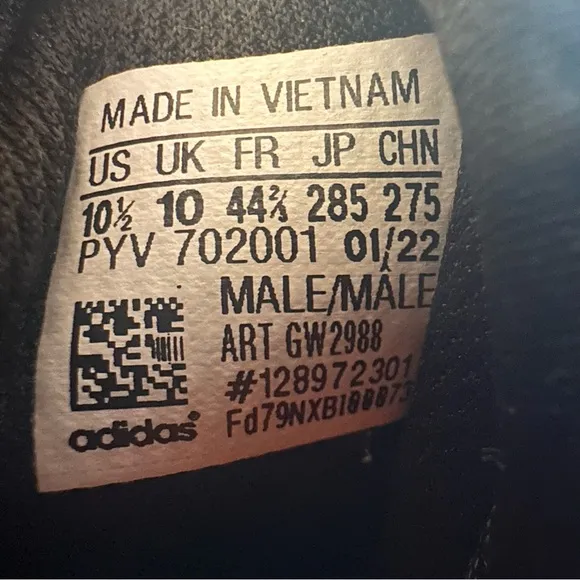 MADE IN VIETNAM
US UK FR JP CHN
10½ 10 44⅔ 285 275
PYV 702001 01/22
MALE/MÂLE
ART GW2988
#128972301
adidas®